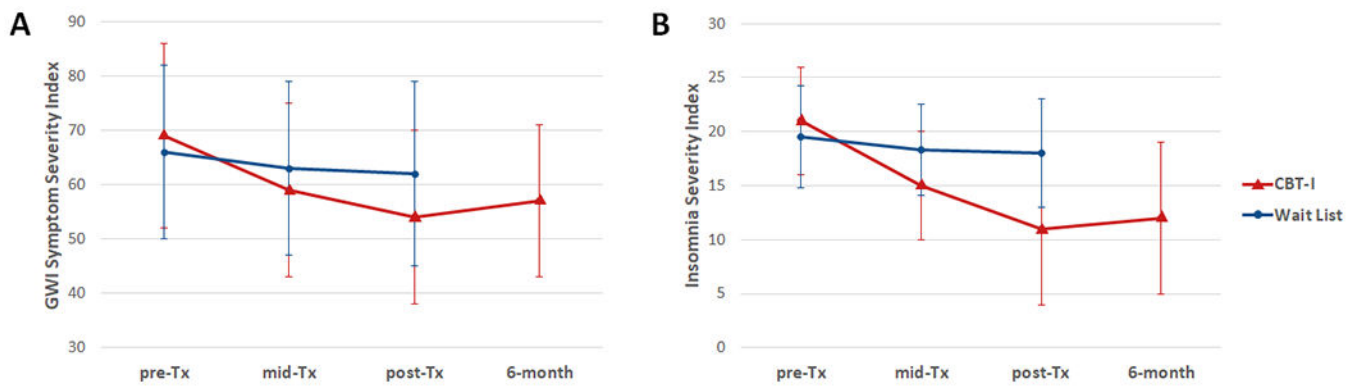 A
GWI Symptom Severity Index
90
80
70
60
50
40
30
pre-Tx mid-Tx post-Tx 6-month
B
Insomnia Severity Index
30
25
20
15
10
5
0
pre-Tx mid-Tx post-Tx 6-month
CBT-I
Wait List